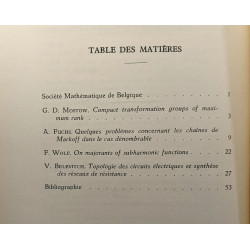 TABLE DES MATIÈRES
Société Mathématique de Belgique . . . . 1
G. D. Mostow. Compact transformation groups of maxi-
mum rank . . . . 3
A. Fuchs. Quelques problèmes concernant les chaînes de
Markoff dans le cas dénombrable . . . . 9
F. Wolf. On majorants of subharmonic functions . . . . 22
V. Belevitch. Topologie des circuits électriques et synthèse
des réseaux de résistance . . . . 27
Bibliographie . . . . 53